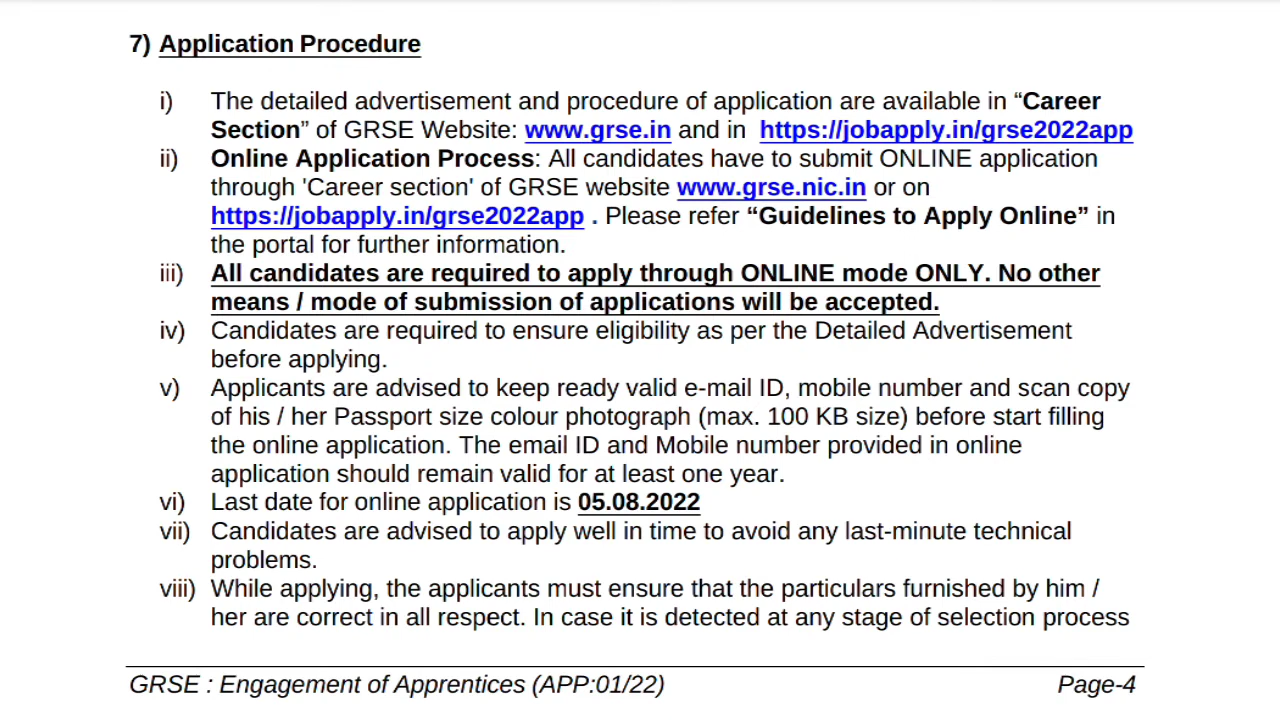 7) Application Procedure
i) The detailed advertisement and procedure of application are available in “Career
Section” of GRSE Website: www.grse.in and in https://jobapply.in/grse2022app
ii) Online Application Process: All candidates have to submit ONLINE application
through 'Career section' of GRSE website www.grse.nic.in or on
https://jobapply.in/grse2022app . Please refer “Guidelines to Apply Online” in
the portal for further information.
iii) All candidates are required to apply through ONLINE mode ONLY. No other
means / mode of submission of applications will be accepted.
iv) Candidates are required to ensure eligibility as per the Detailed Advertisement
before applying.
v) Applicants are advised to keep ready valid e-mail ID, mobile number and scan copy
of his / her Passport size colour photograph (max. 100 KB size) before start filling
the online application. The email ID and Mobile number provided in online
application should remain valid for at least one year.
vi) Last date for online application is 05.08.2022
vii) Candidates are advised to apply well in time to avoid any last-minute technical
problems.
viii) While applying, the applicants must ensure that the particulars furnished by him /
her are correct in all respect. In case it is detected at any stage of selection process
GRSE : Engagement of Apprentices (APP:01/22) Page-4